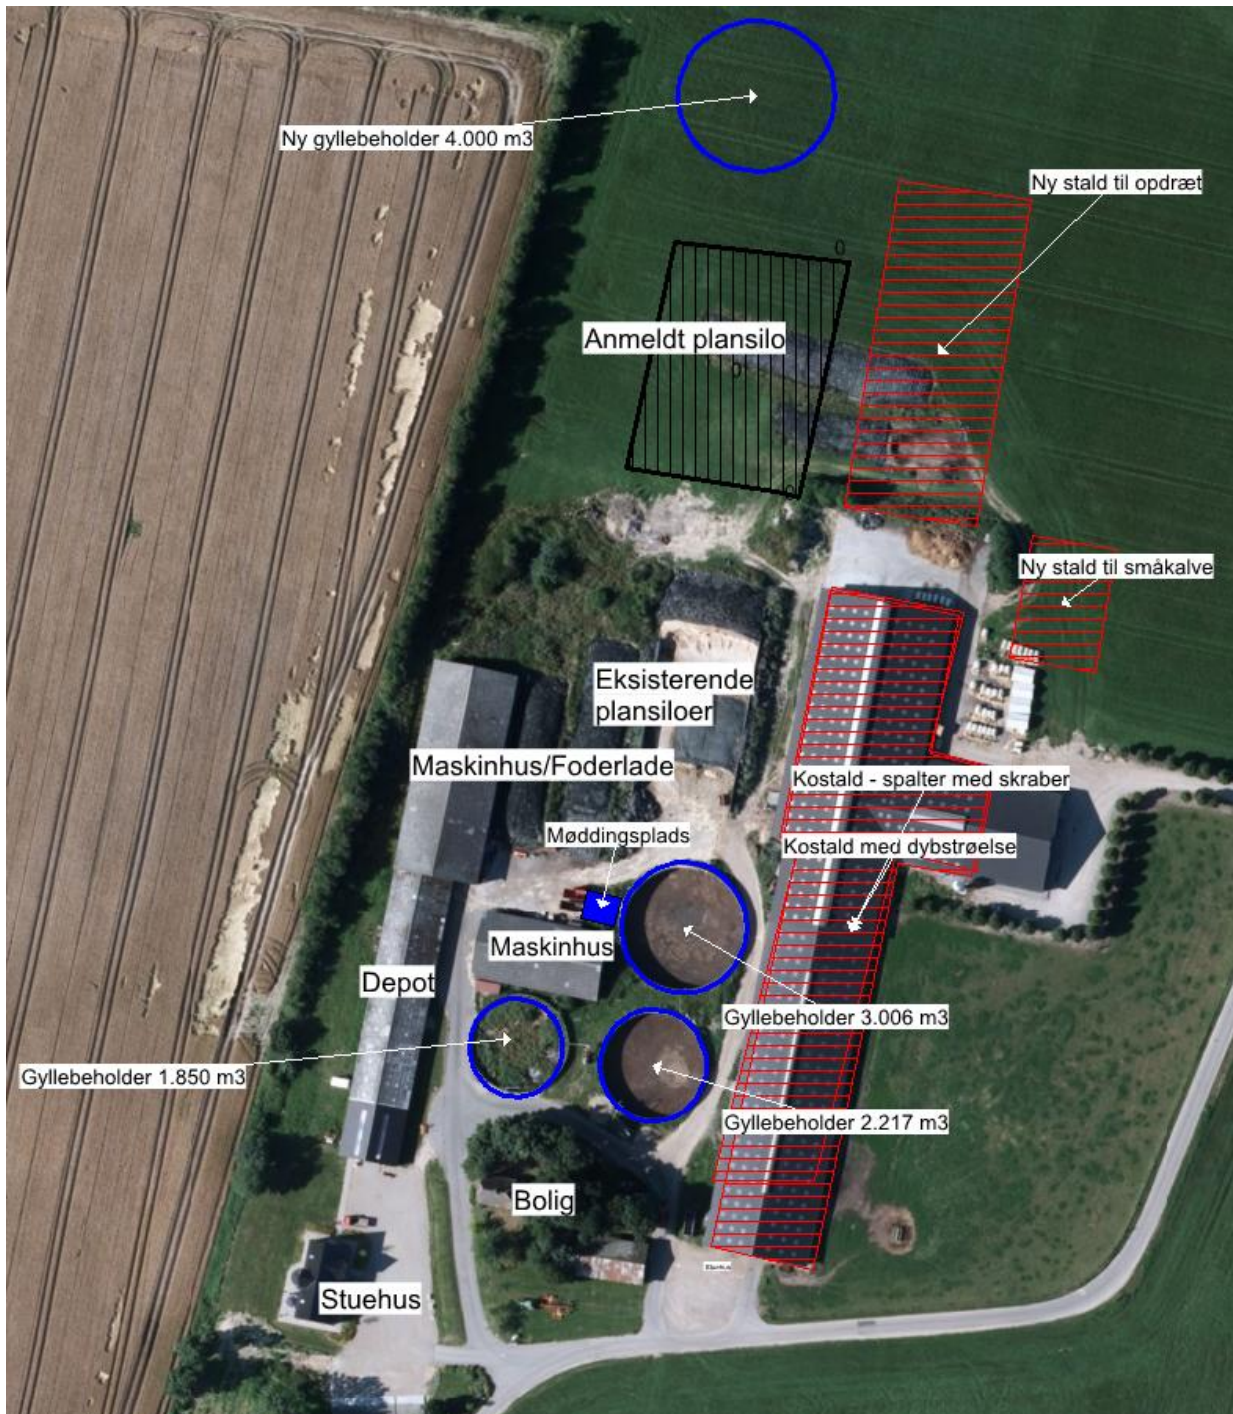 Ny gyllebeholder 4.000 m3
Ny stald til opdræt
0
Anmeldt plansilo
0
Ny stald til småkalve
Eksisterende
plansiloer
Maskinhus/Foderlade
Kostald - spalter med skraber
Møddingsplads
Kostald med dybstrøelse
Maskinhus
Depot
Gyllebeholder 3.006 m3
Gyllebeholder 1.850 m3
Gyllebeholder 2.217 m3
Bolig
Stuehus